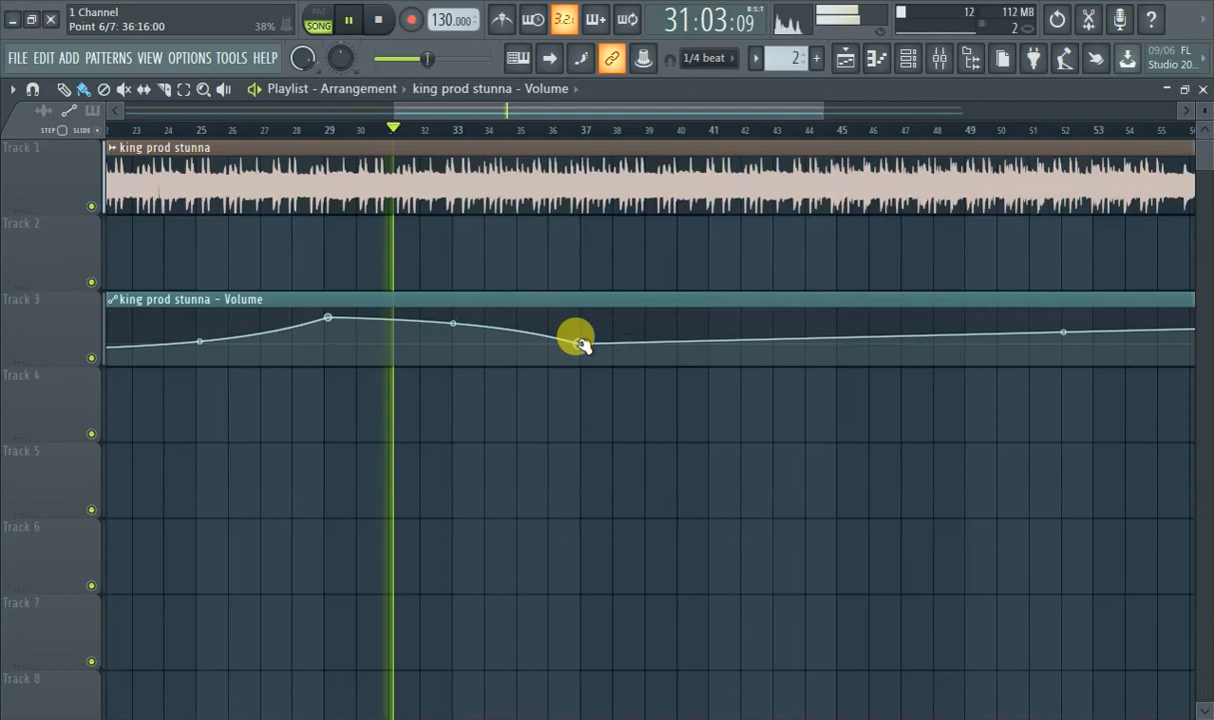 1 Channel
Point 6/7: 36:16:00
38%
PAT
SONG
130.000
3.2:
31:03:09
B:S:T
12
112 MB
2
FILE EDIT ADD PATTERNS VIEW OPTIONS TOOLS HELP
1/4 beat
2
+
09/06 FL
Studio 20...
Playlist - Arrangement
king prod stunna - Volume
STEP
SLIDE
25
26
27
28
29
30
32
33
34
35
36
37
38
39
40
41
42
43
44
45
46
47
48
49
50
51
52
53
54
55
Track 1
king prod stunna
Track 2
Track 3
king prod stunna - Volume
Track 4
Track 5
Track 6
Track 7
Track 8